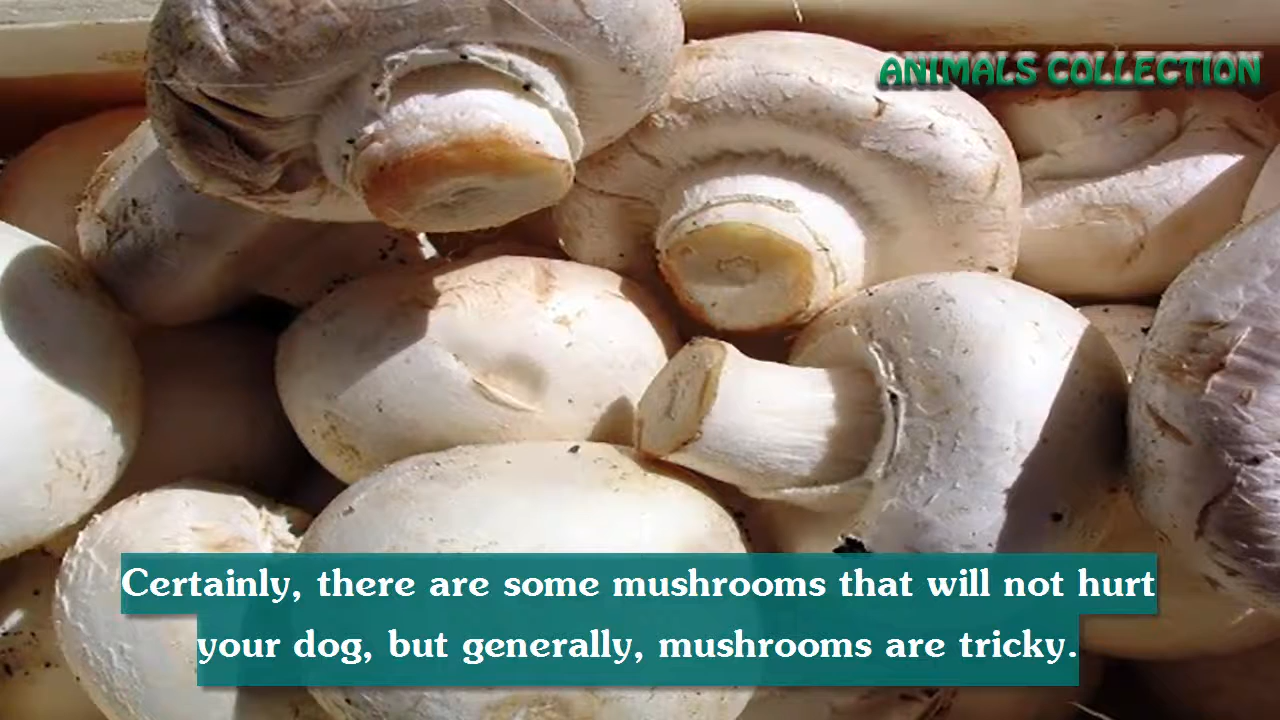 ANIMALS COLLECTION
Certainly, there are some mushrooms that will not hurt
your dog, but generally, mushrooms are tricky.